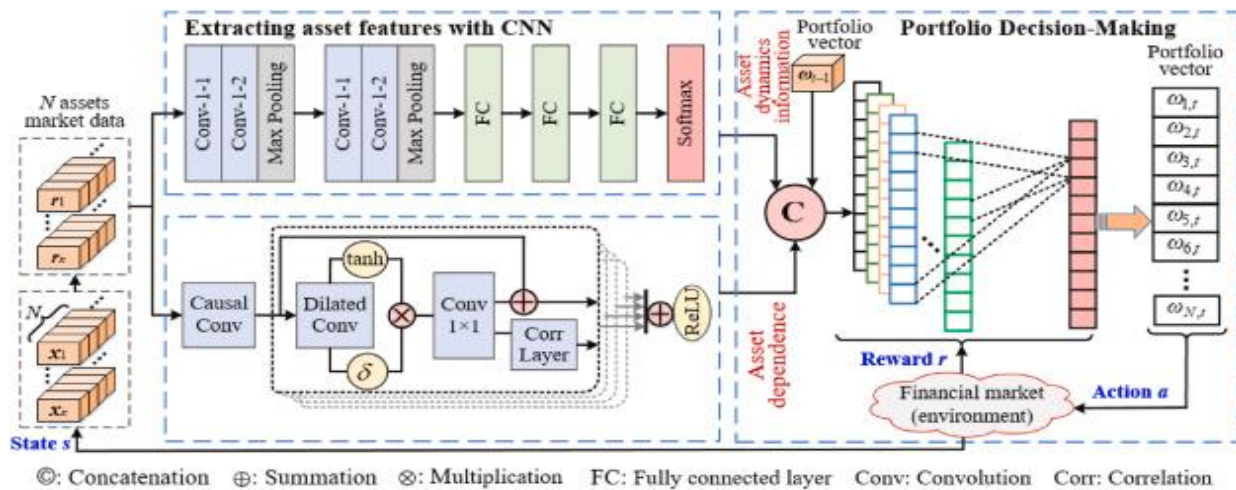 Extracting asset features with CNN
Conv-1-1
Conv-1-2
Max Pooling
Conv-1-1
Conv-1-2
Max Pooling
FC
FC
FC
Softmax
N assets
market data
r₁
rₙ
N
x₁
xₙ
State s
Causal
Conv
Dilated
Conv
tanh
δ
⊗
Conv
1×1
⊕
Corr
Layer
⊕
ReLU
Asset
dynamics
information
Asset
dependence
Portfolio Decision-Making
Portfolio
vector
ω_{t−1}
C
Portfolio
vector
ω_{1,t}
ω_{2,t}
ω_{3,t}
ω_{4,t}
ω_{5,t}
ω_{6,t}
ω_{N,t}
Reward r
Action a
Financial market
(environment)
©: Concatenation ⊕: Summation ⊗: Multiplication FC: Fully connected layer Conv: Convolution Corr: Correlation